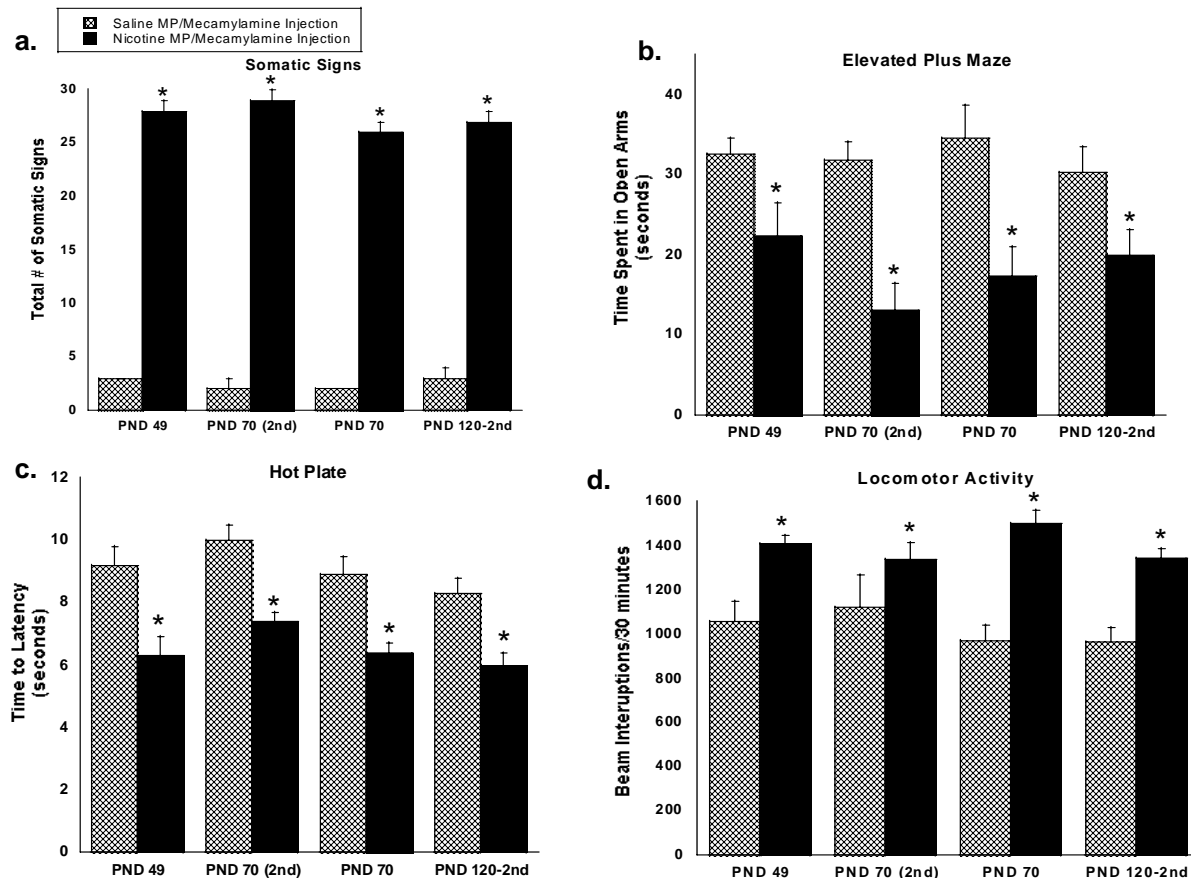 Saline MP/Mecamylamine Injection
Nicotine MP/Mecamylamine Injection
a.
Somatic Signs
Total # of Somatic Signs
30
25
20
15
10
5
0
* * * *
PND 49 PND 70 (2nd) PND 70 PND 120-2nd
b.
Elevated Plus Maze
Time Spent in Open Arms
(seconds)
40
30
20
10
0
* * * *
PND 49 PND 70 (2nd) PND 70 PND 120-2nd
c.
Hot Plate
Time to Latency
(seconds)
12
10
8
6
4
2
0
* * * *
PND 49 PND 70 (2nd) PND 70 PND 120-2nd
d.
Locomotor Activity
Beam Interuptions/30 minutes
1600
1400
1200
1000
800
600
400
200
0
* * * *
PND 49 PND 70 (2nd) PND 70 PND 120-2nd